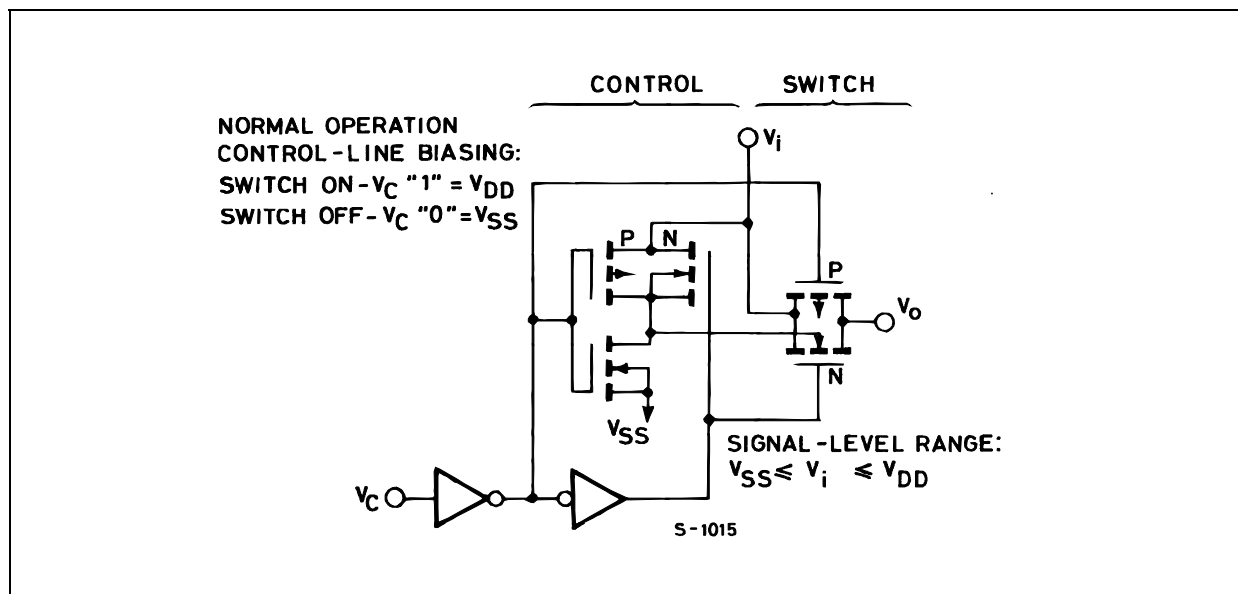 CONTROL SWITCH
NORMAL OPERATION
CONTROL-LINE BIASING:
SWITCH ON-VC "1" = VDD
SWITCH OFF-VC "0"=VSS
Vi
P N
P
Vo
N
VSS
SIGNAL-LEVEL RANGE:
VSS ≤ Vi ≤ VDD
VC
S-1015